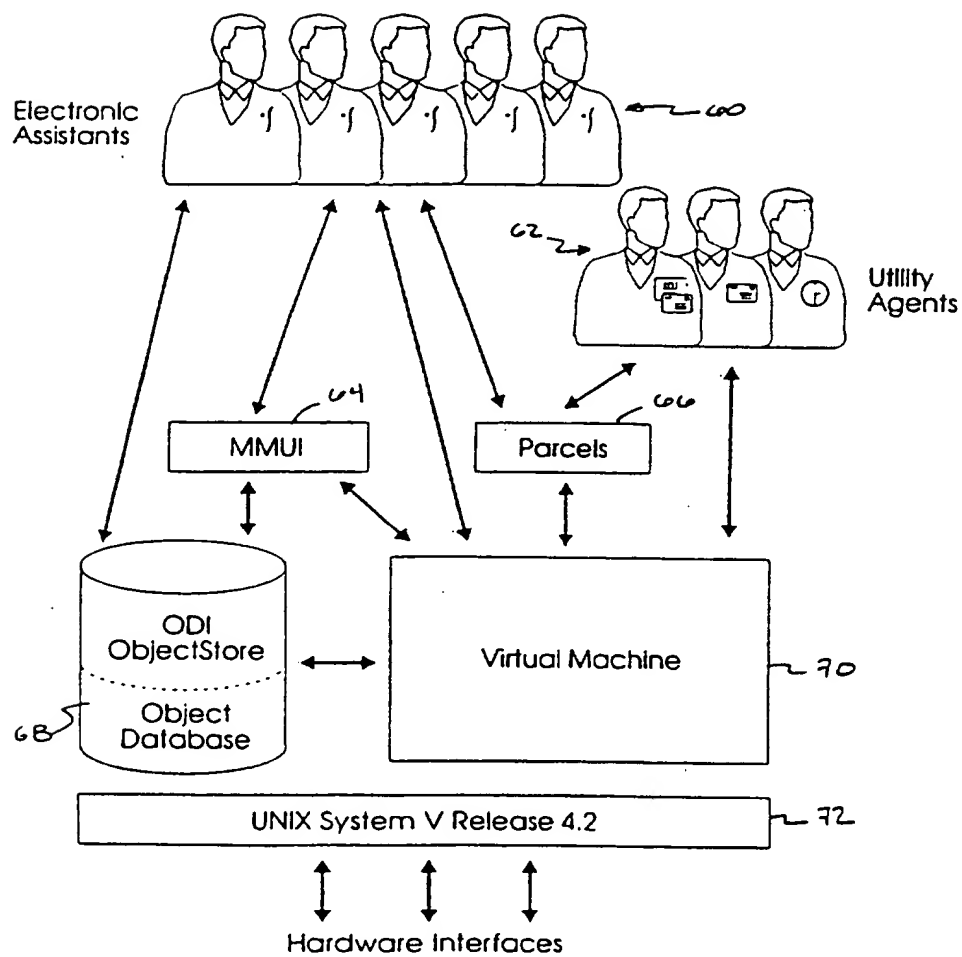 Electronic
Assistants
60
62
Utility
Agents
64
66
MMUI
Parcels
ODI
ObjectStore
Virtual Machine
70
68
Object
Database
UNIX System V Release 4.2
72
Hardware Interfaces